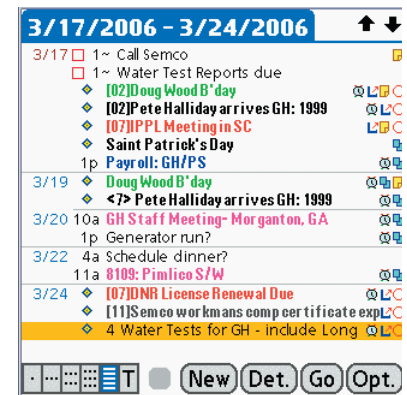 3/17/2006 - 3/24/2006
3/17 1~ Call Semco
1~ Water Test Reports due
[02]Doug Wood B'day
[02]Pete Halliday arrives GH: 1999
[07]IPPL Meeting in SC
Saint Patrick's Day
1p Payroll: GH/PS
3/19 Doug Wood B'day
<7> Pete Halliday arrives GH: 1999
3/20 10a GH Staff Meeting- Morganton, GA
1p Generator run?
3/22 4a Schedule dinner?
11a 8109: Pimlico S/W
3/24 [07]DNR License Renewal Due
[11]Semco workmans comp certificate exp
4 Water Tests for GH - include Long
T New Det. Go Opt.